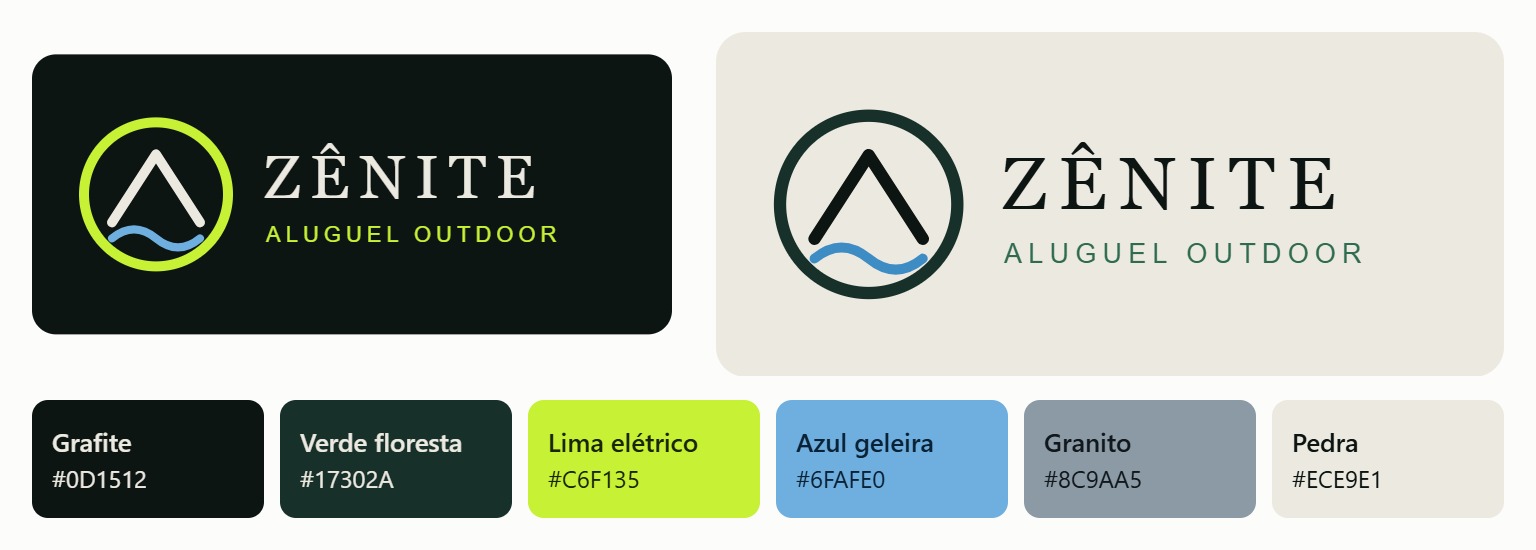 ZÊNITE
ALUGUEL OUTDOOR
ZÊNITE
ALUGUEL OUTDOOR
Grafite
#0D1512
Verde floresta
#17302A
Lima elétrico
#C6F135
Azul geleira
#6FAFE0
Granito
#8C9AA5
Pedra
#ECE9E1